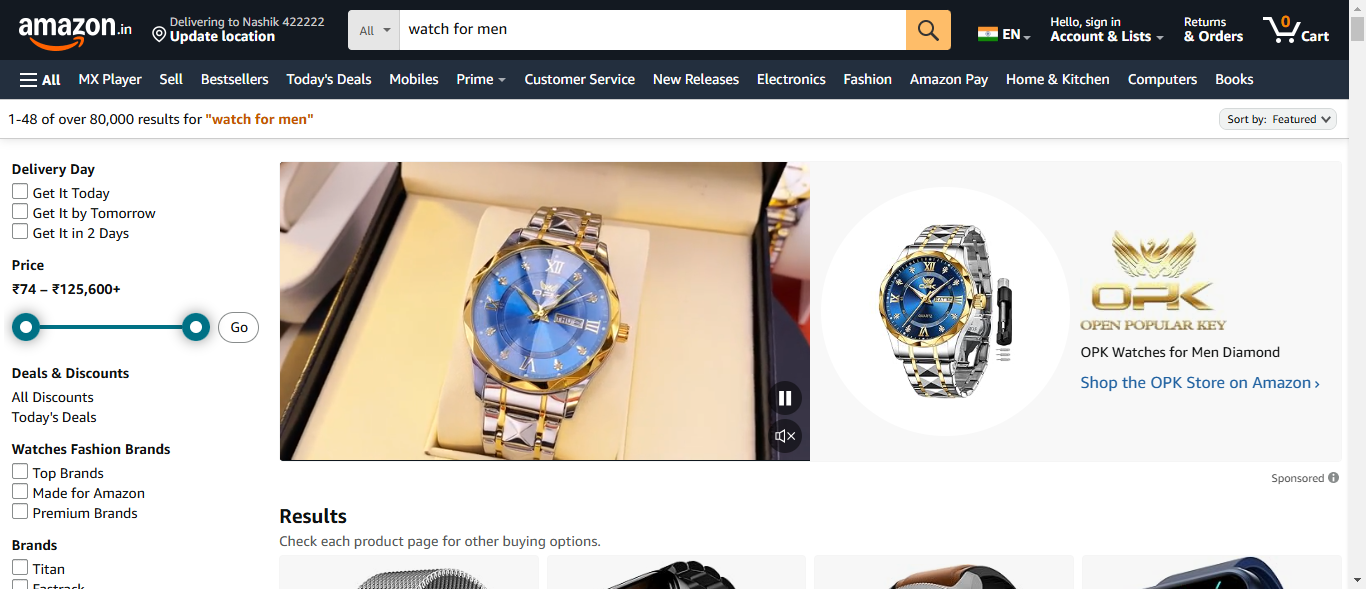 amazon.in
Delivering to Nashik 422222
Update location
All
watch for men
EN
Hello, sign in
Account & Lists
Returns
& Orders
0
Cart
All
MX Player
Sell
Bestsellers
Today's Deals
Mobiles
Prime
Customer Service
New Releases
Electronics
Fashion
Amazon Pay
Home & Kitchen
Computers
Books
1-48 of over 80,000 results for "watch for men"
Sort by: Featured
Delivery Day
Get It Today
Get It by Tomorrow
Get It in 2 Days
Price
₹74 – ₹125,600+
Go
Deals & Discounts
All Discounts
Today's Deals
Watches Fashion Brands
Top Brands
Made for Amazon
Premium Brands
Brands
Titan
Fastrack
XII
OPK
THU
XII
OPK
QUARTZ
OPK
OPEN POPULAR KEY
OPK Watches for Men Diamond
Shop the OPK Store on Amazon ›
Sponsored
Results
Check each product page for other buying options.